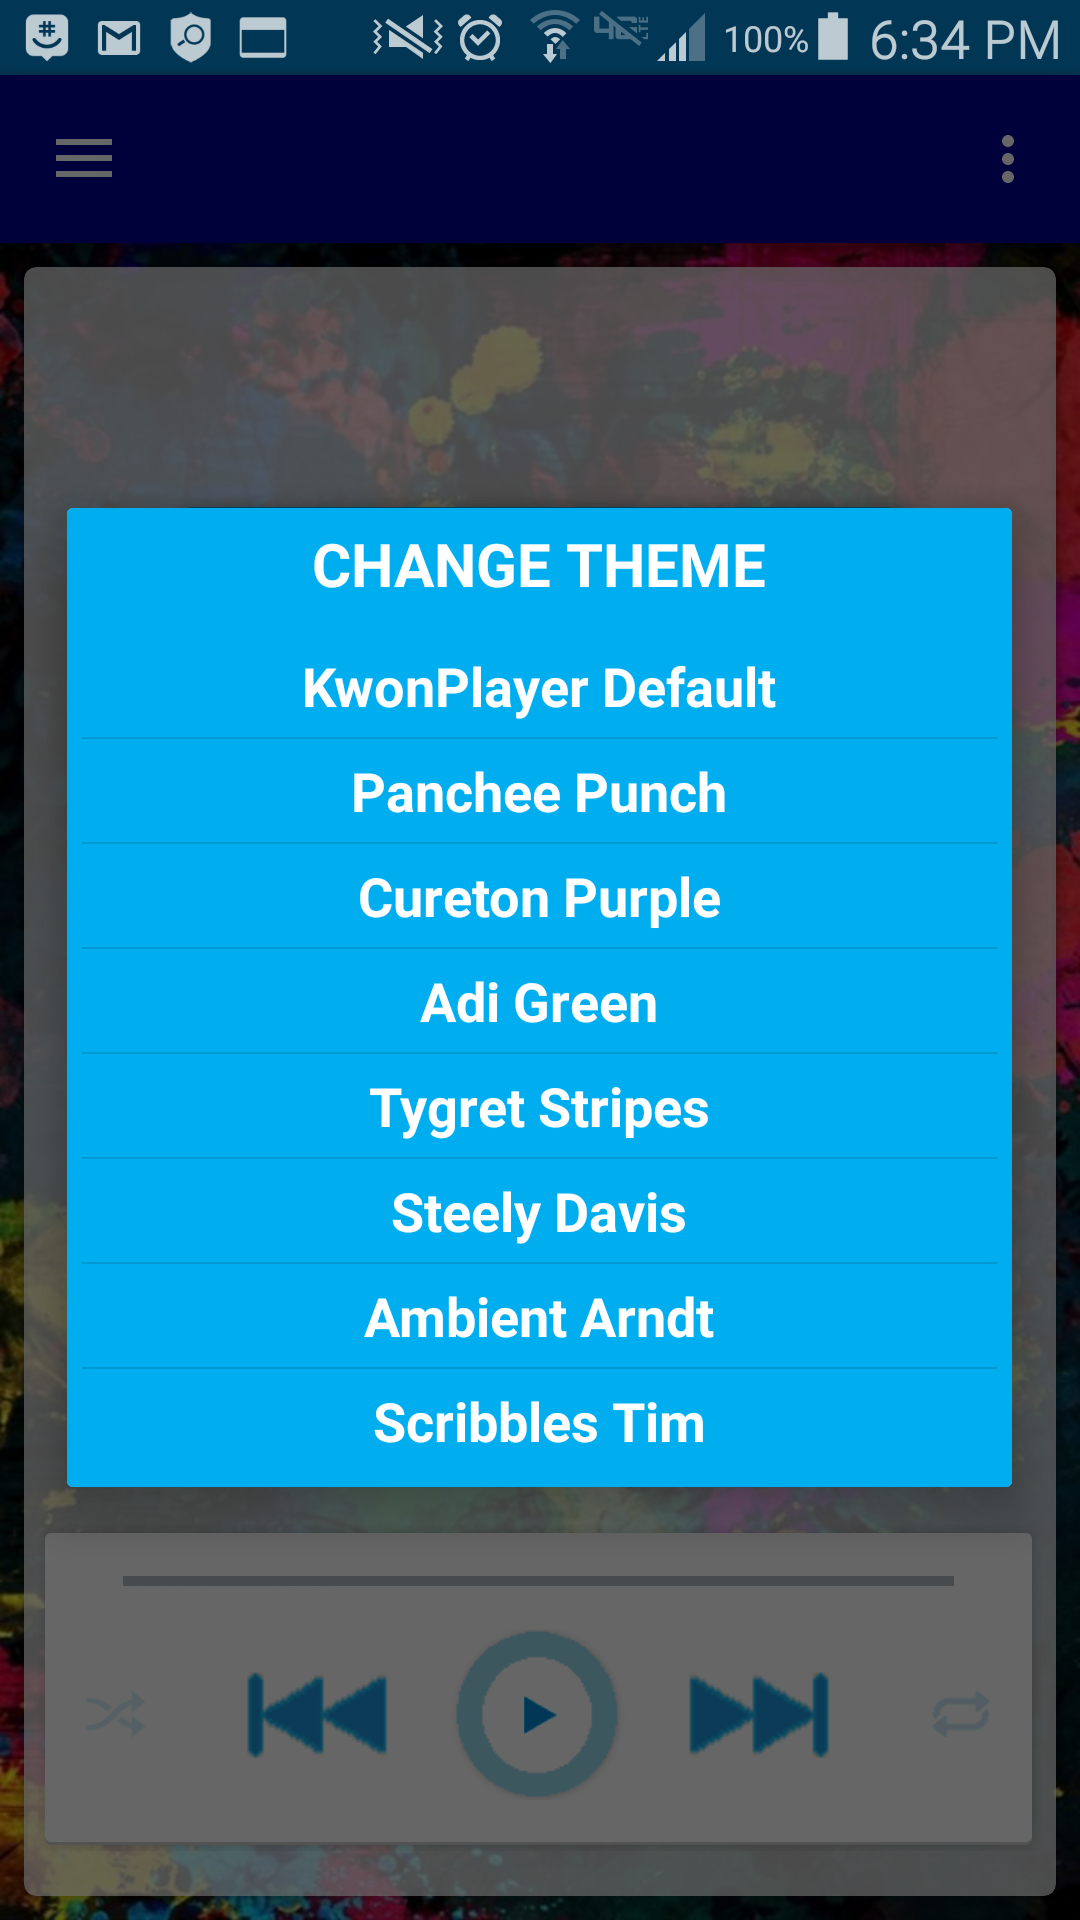 100% 6:34 PM
CHANGE THEME
KwonPlayer Default
Panchee Punch
Cureton Purple
Adi Green
Tygret Stripes
Steely Davis
Ambient Arndt
Scribbles Tim